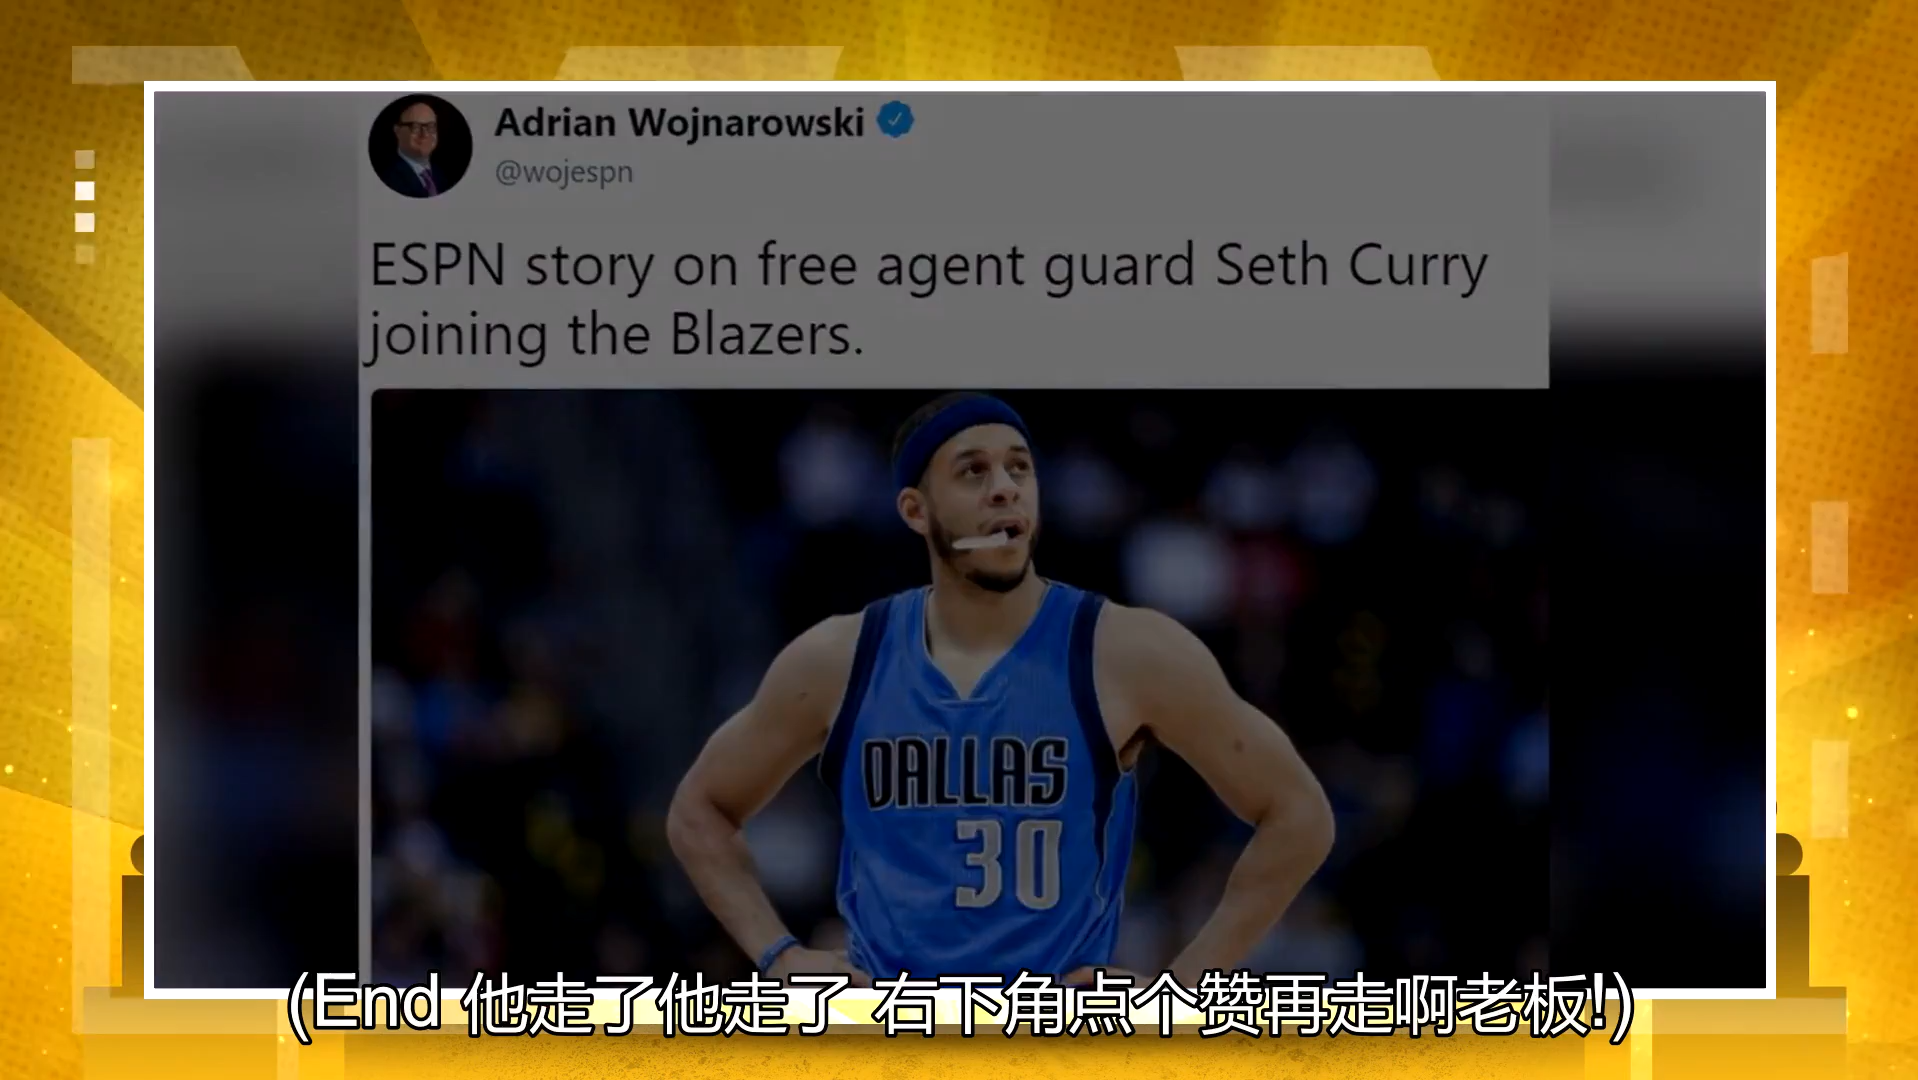 Adrian Wojnarowski
@wojespn
ESPN story on free agent guard Seth Curry
joining the Blazers.
DALLAS
30
(End 他走了他走了 右下角点个赞再走啊老板!)